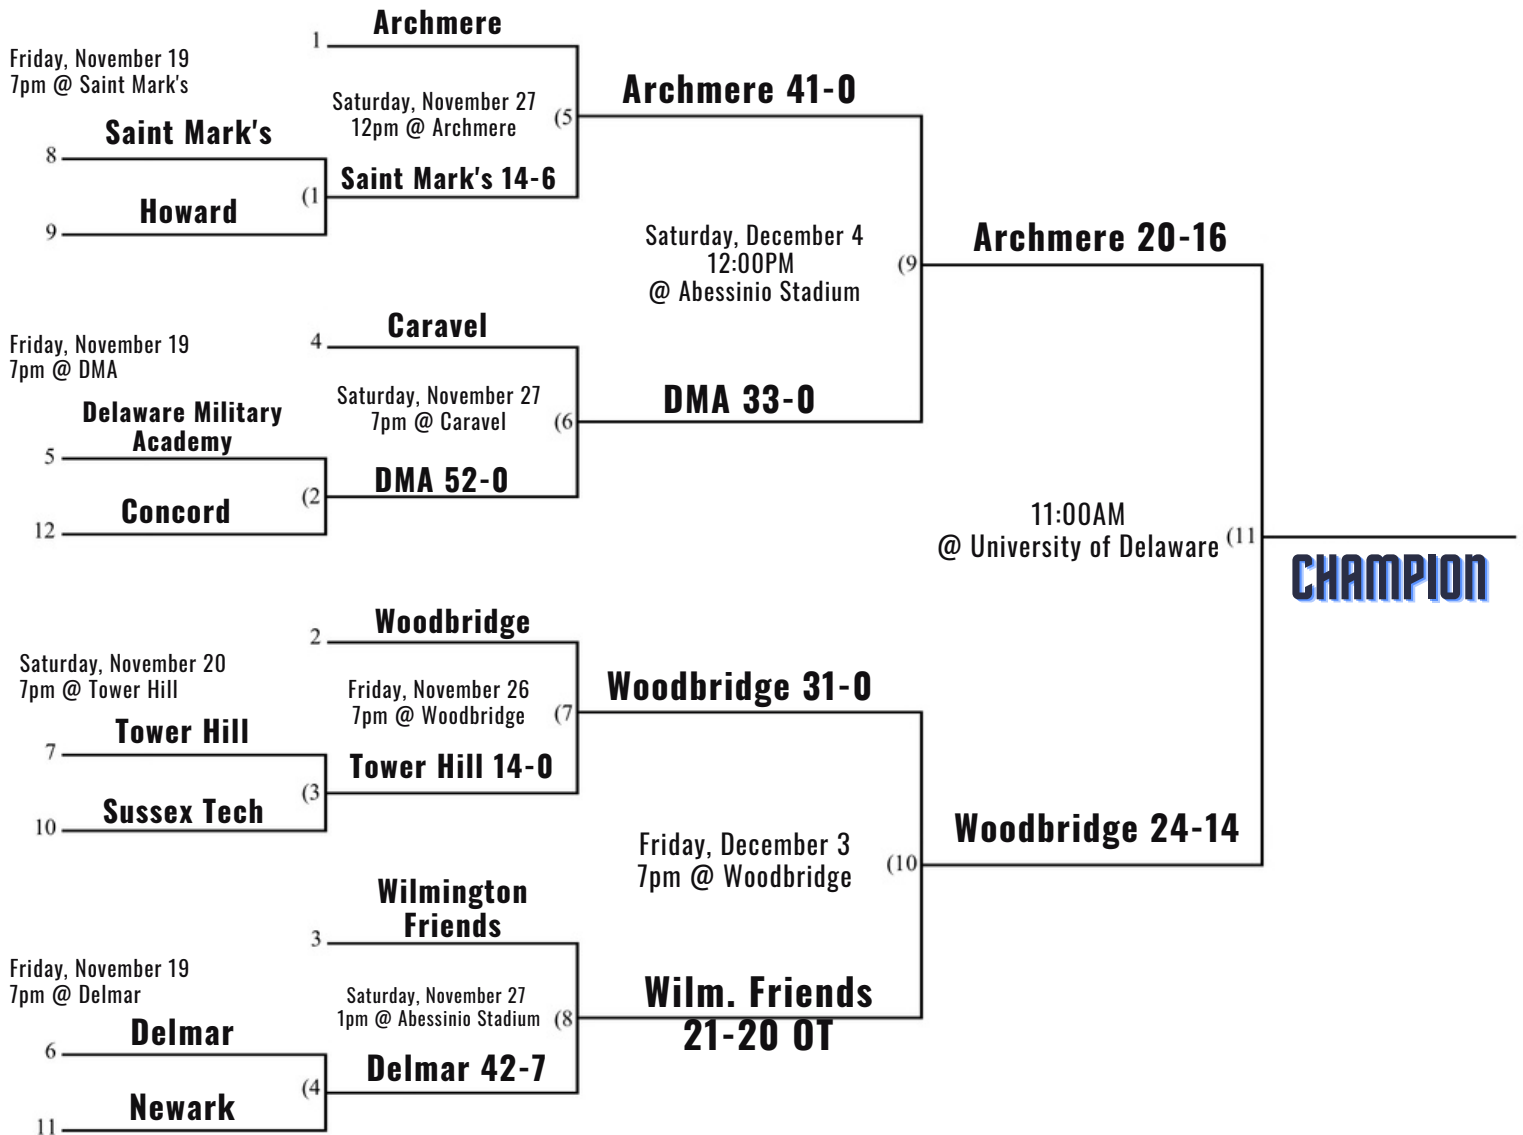 Archmere
1
Friday, November 19
7pm @ Saint Mark's
Saturday, November 27
12pm @ Archmere
(5
Archmere 41-0
Saint Mark's
8
Saint Mark's 14-6
(1
Howard
9
Saturday, December 4
12:00PM
@ Abessinio Stadium
(9
Archmere 20-16
Caravel
4
Friday, November 19
7pm @ DMA
Saturday, November 27
7pm @ Caravel
(6
DMA 33-0
Delaware Military
Academy
5
DMA 52-0
(2
Concord
12
11:00AM
@ University of Delaware
(11
CHAMPION
Woodbridge
2
Saturday, November 20
7pm @ Tower Hill
Friday, November 26
7pm @ Woodbridge
(7
Woodbridge 31-0
Tower Hill
7
Tower Hill 14-0
(3
Sussex Tech
10
Friday, December 3
7pm @ Woodbridge
(10
Woodbridge 24-14
Wilmington
Friends
3
Friday, November 19
7pm @ Delmar
Saturday, November 27
1pm @ Abessinio Stadium
(8
Wilm. Friends
21-20 OT
Delmar
6
Delmar 42-7
(4
Newark
11